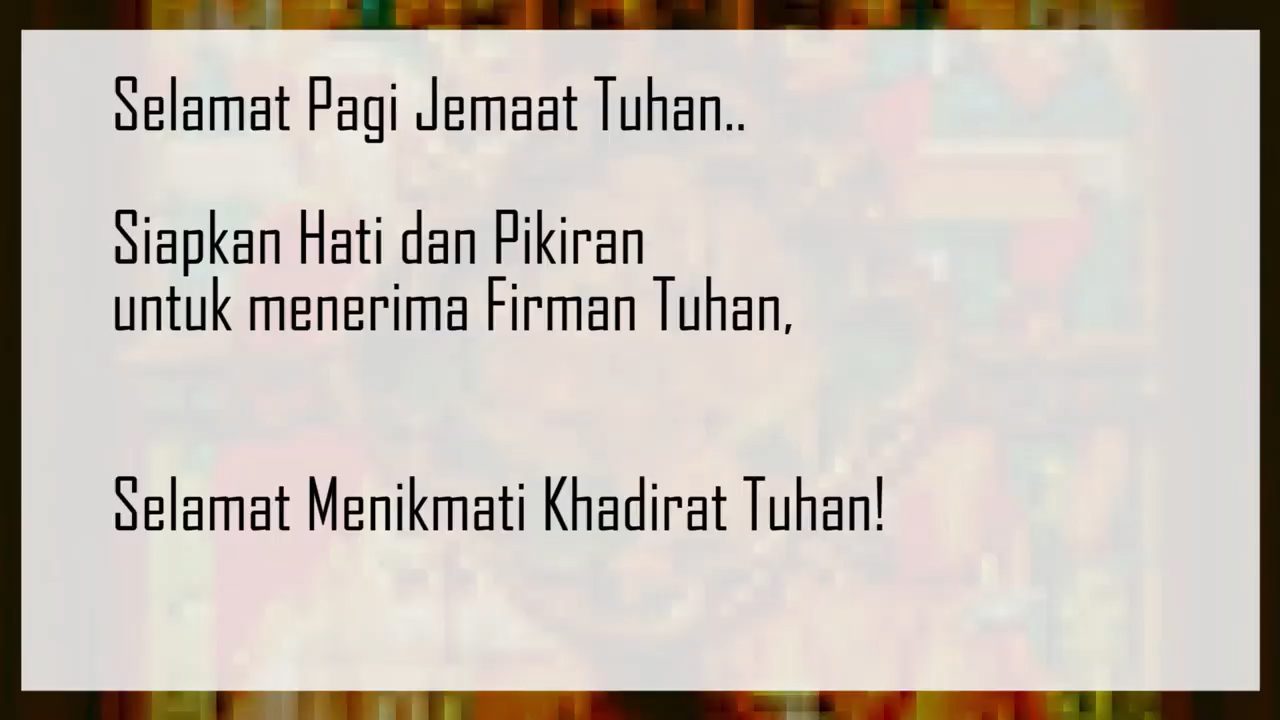 Selamat Pagi Jemaat Tuhan..
Siapkan Hati dan Pikiran
untuk menerima Firman Tuhan,
Selamat Menikmati Khadirat Tuhan!